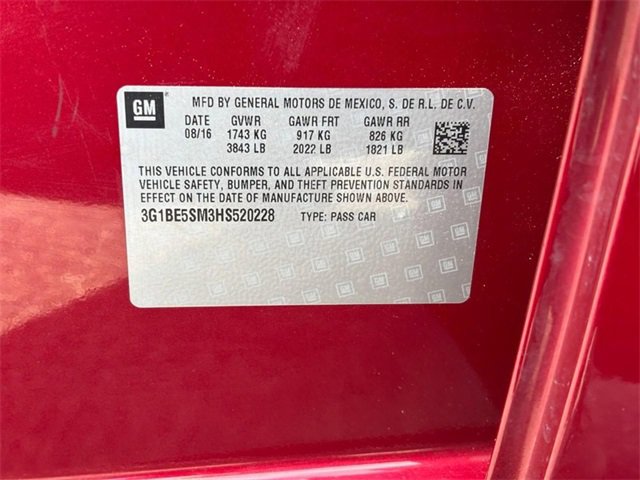 GM
MFD BY GENERAL MOTORS DE MEXICO, S. DE R.L. DE C.V.
DATE GVWR GAWR FRT GAWR RR
08/16 1743 KG 917 KG 826 KG
3843 LB 2022 LB 1821 LB
THIS VEHICLE CONFORMS TO ALL APPLICABLE U.S. FEDERAL MOTOR
VEHICLE SAFETY, BUMPER, AND THEFT PREVENTION STANDARDS IN
EFFECT ON THE DATE OF MANUFACTURE SHOWN ABOVE.
3G1BE5SM3HS520228 TYPE: PASS CAR